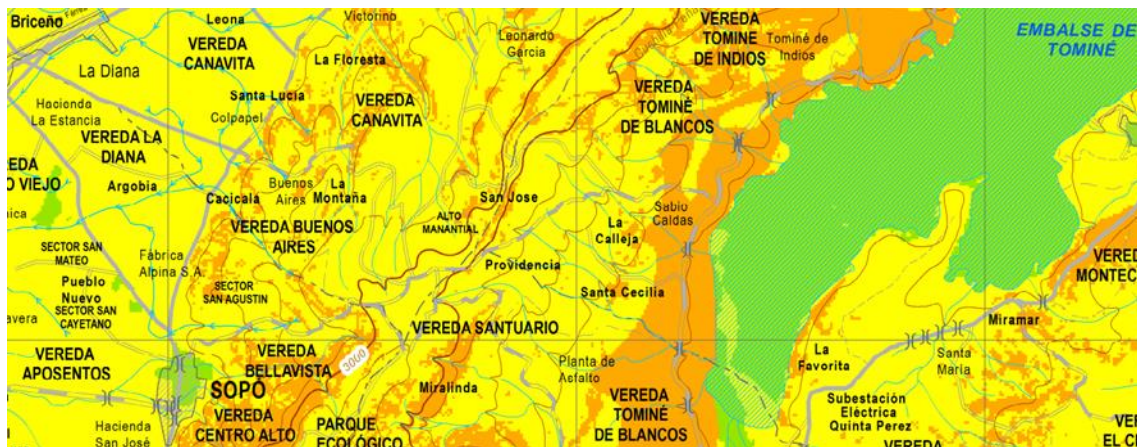 Briceño
Leona
Victorino
VEREDA
CANAVITA
La Diana
La Floresta
Leonardo
Garcia
VEREDA
TOMINE
DE INDIOS
Tominé de
Indios
EMBALSE DE
TOMINÉ
Hacienda
La Estancia
Santa Lucía
Colpapel
VEREDA
CANAVITA
VEREDA
TOMINÉ
DE BLANCOS
VEREDA LA
DIANA
EDA
O VIEJO
Argobia
Cacicala
Buenos
Aires
La
Montaña
San Jose
ALTO
MANANTIAL
Sabio
Caldas
La
Calleja
VEREDA BUENOS
AIRES
SECTOR SAN
MATEO
Fábrica
Alpina S.A.
Pueblo
Nuevo
SECTOR SAN
CAYETANO
SECTOR
SAN AGUSTIN
Providencia
Santa Cecilia
VERED
MONTEC
Miramar
VEREDA SANTUARIO
VEREDA
APOSENTOS
VEREDA
BELLAVISTA
3000
SOPÓ
Miralinda
Planta de
Asfalto
La
Favorita
Santa
María
VEREDA
CENTRO ALTO
Hacienda
San José
PARQUE
ECOLÓGICO
VEREDA
TOMINÉ
DE BLANCOS
Subestación
Eléctrica
Quinta Perez
VEREDA
VER
EL C